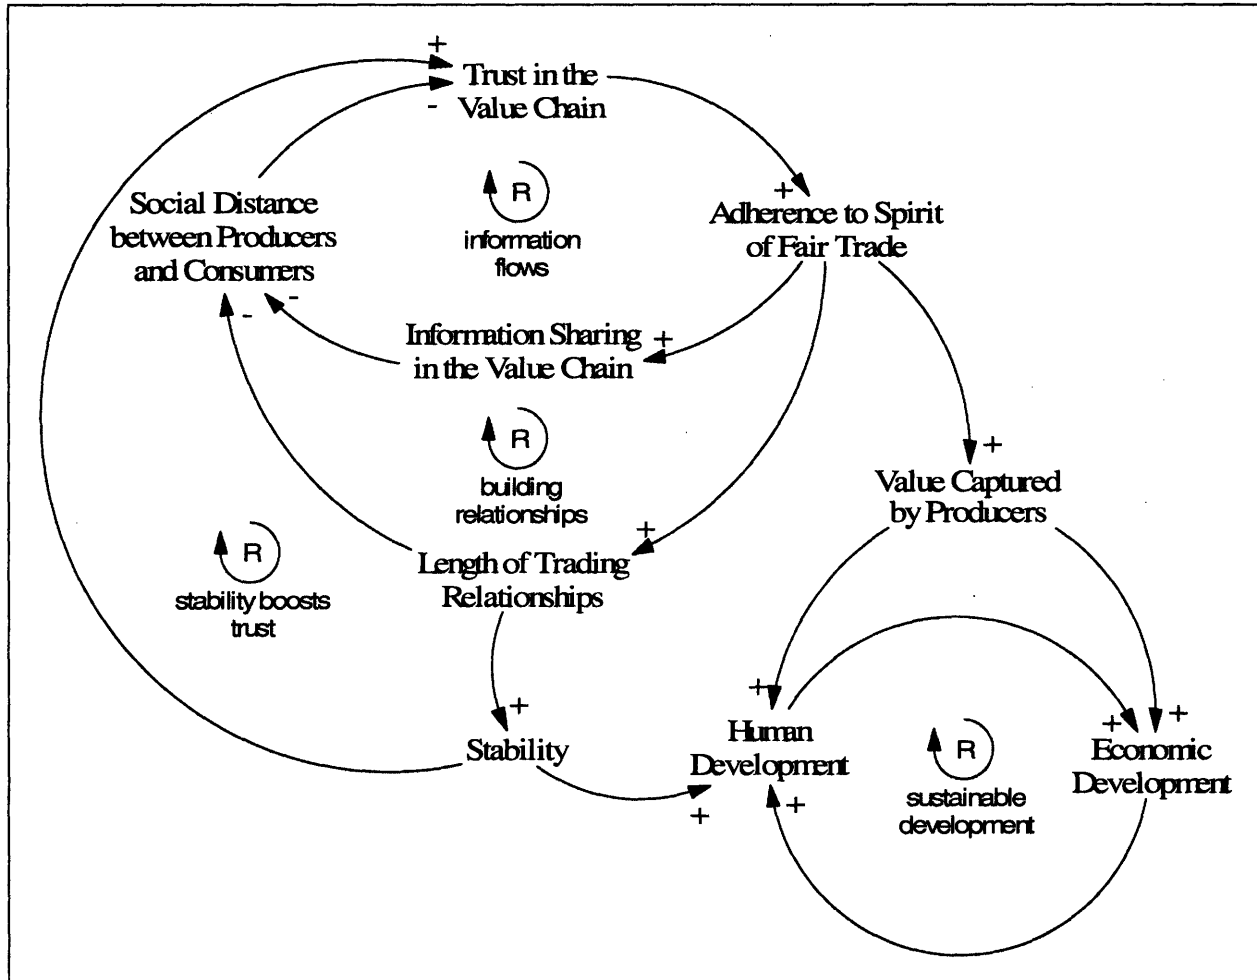 +
Trust in the
Value Chain
-
Social Distance
between Producers
and Consumers
R
information
flows
+
Adherence to Spirit
of Fair Trade
-
-
Information Sharing
in the Value Chain
+
R
building
relationships
+
Value Captured
by Producers
R
stability boosts
trust
+
Length of Trading
Relationships
+
Stability
+
Human
Development
+
+
R
sustainable
development
+
+
Economic
Development